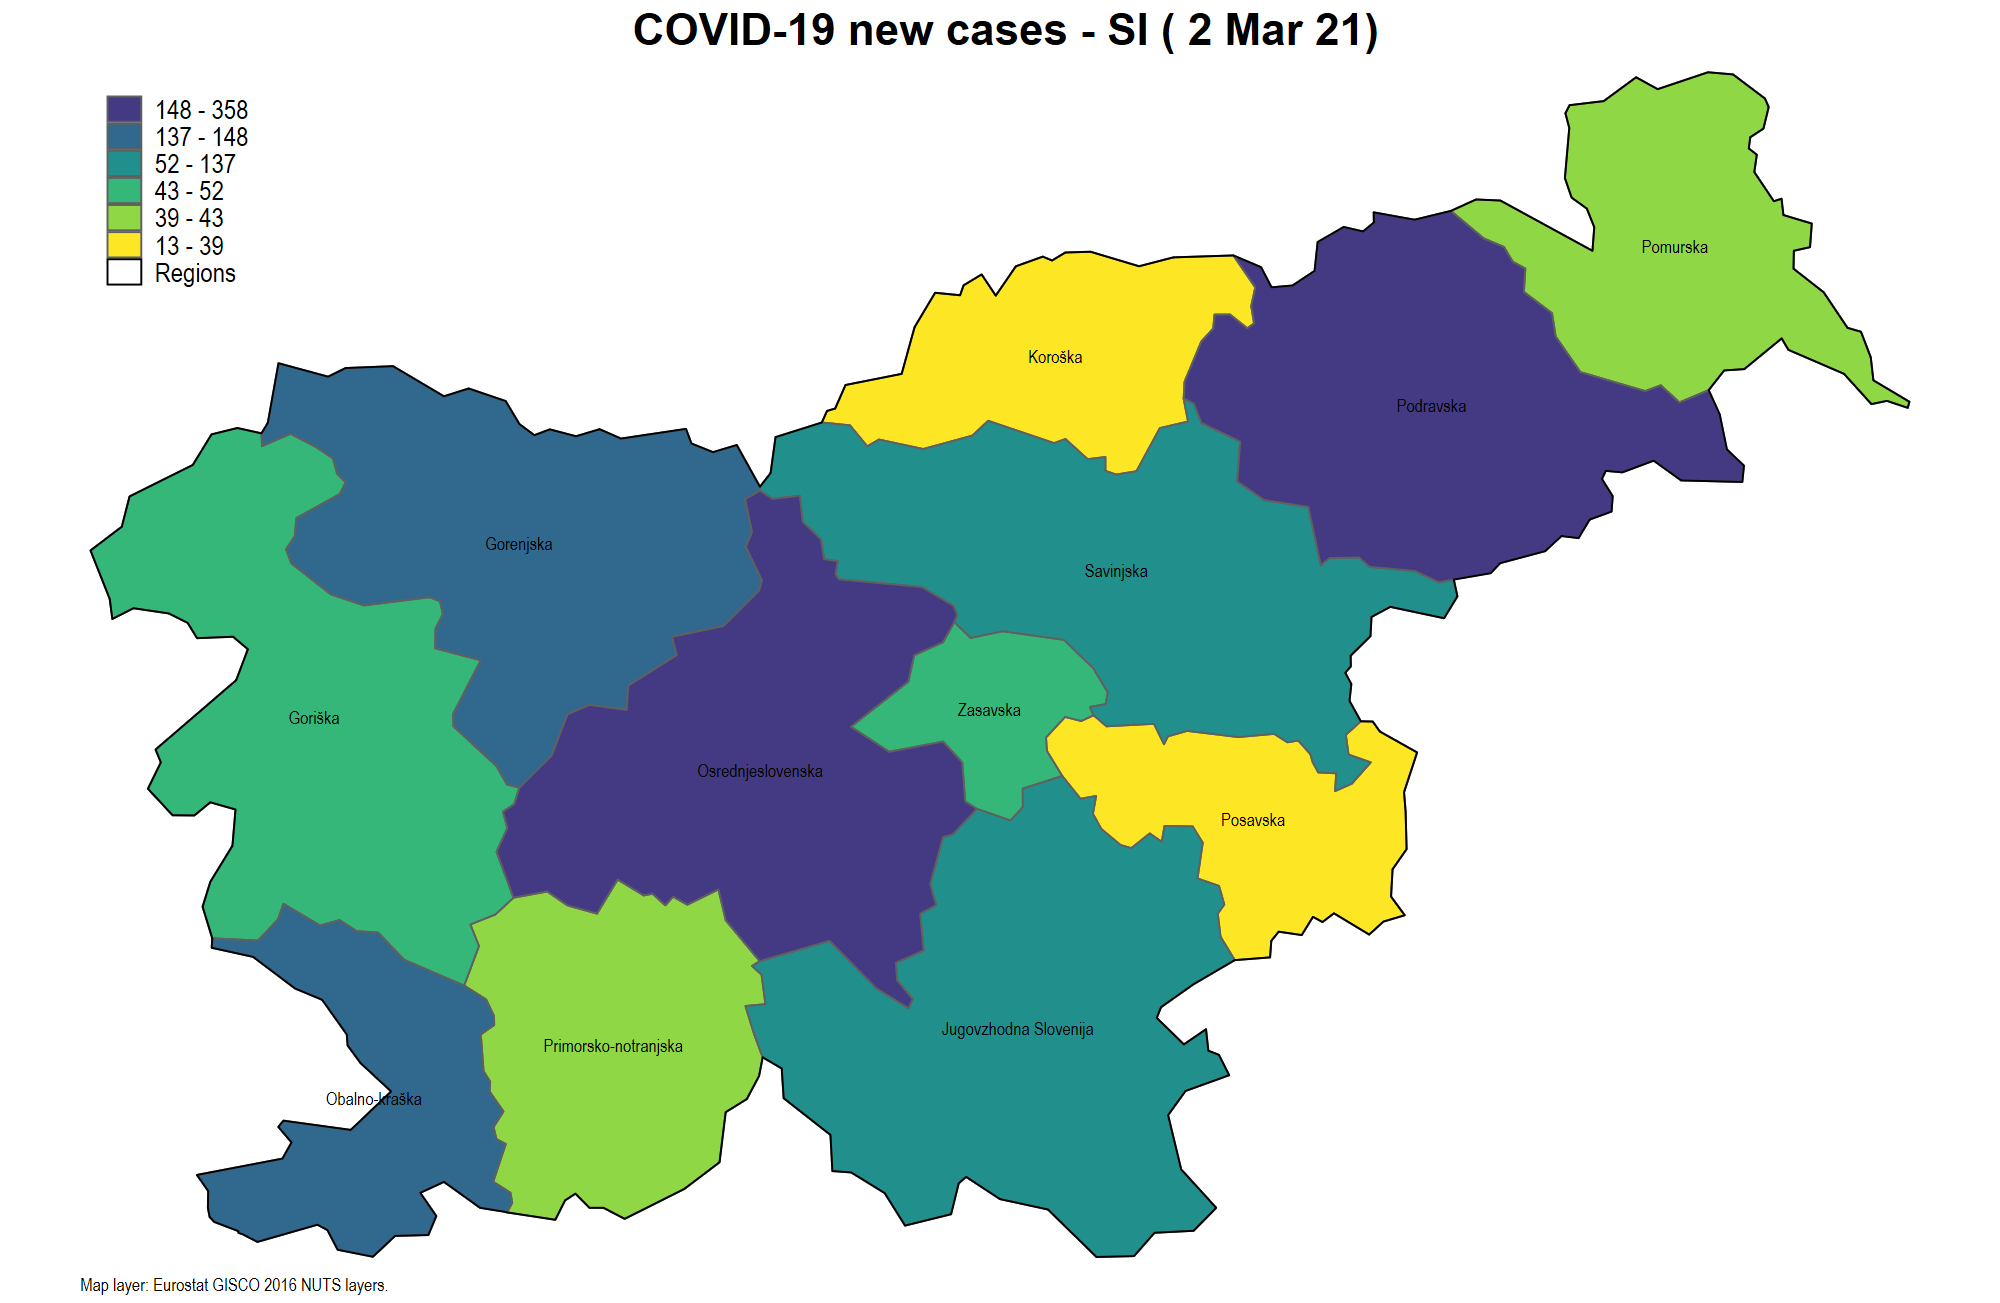 COVID-19 new cases - SI ( 2 Mar 21)
148 - 358
137 - 148
52 - 137
43 - 52
39 - 43
13 - 39
Regions
Pomurska
Koroška
Podravska
Gorenjska
Savinjska
Goriška
Zasavska
Osrednjeslovenska
Posavska
Jugovzhodna Slovenija
Primorsko-notranjska
Obalno-kraška
Map layer: Eurostat GISCO 2016 NUTS layers.